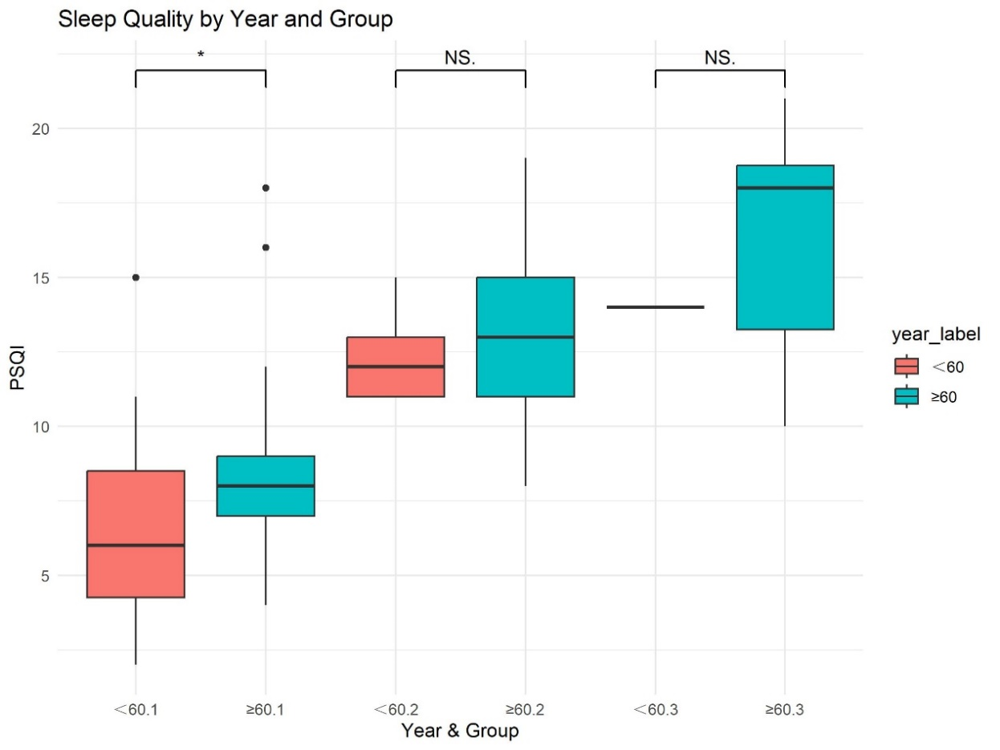 Sleep Quality by Year and Group
*
NS.
NS.
20
15
10
5
PSQI
<60.1
≥60.1
<60.2
≥60.2
<60.3
≥60.3
Year & Group
year_label
<60
≥60